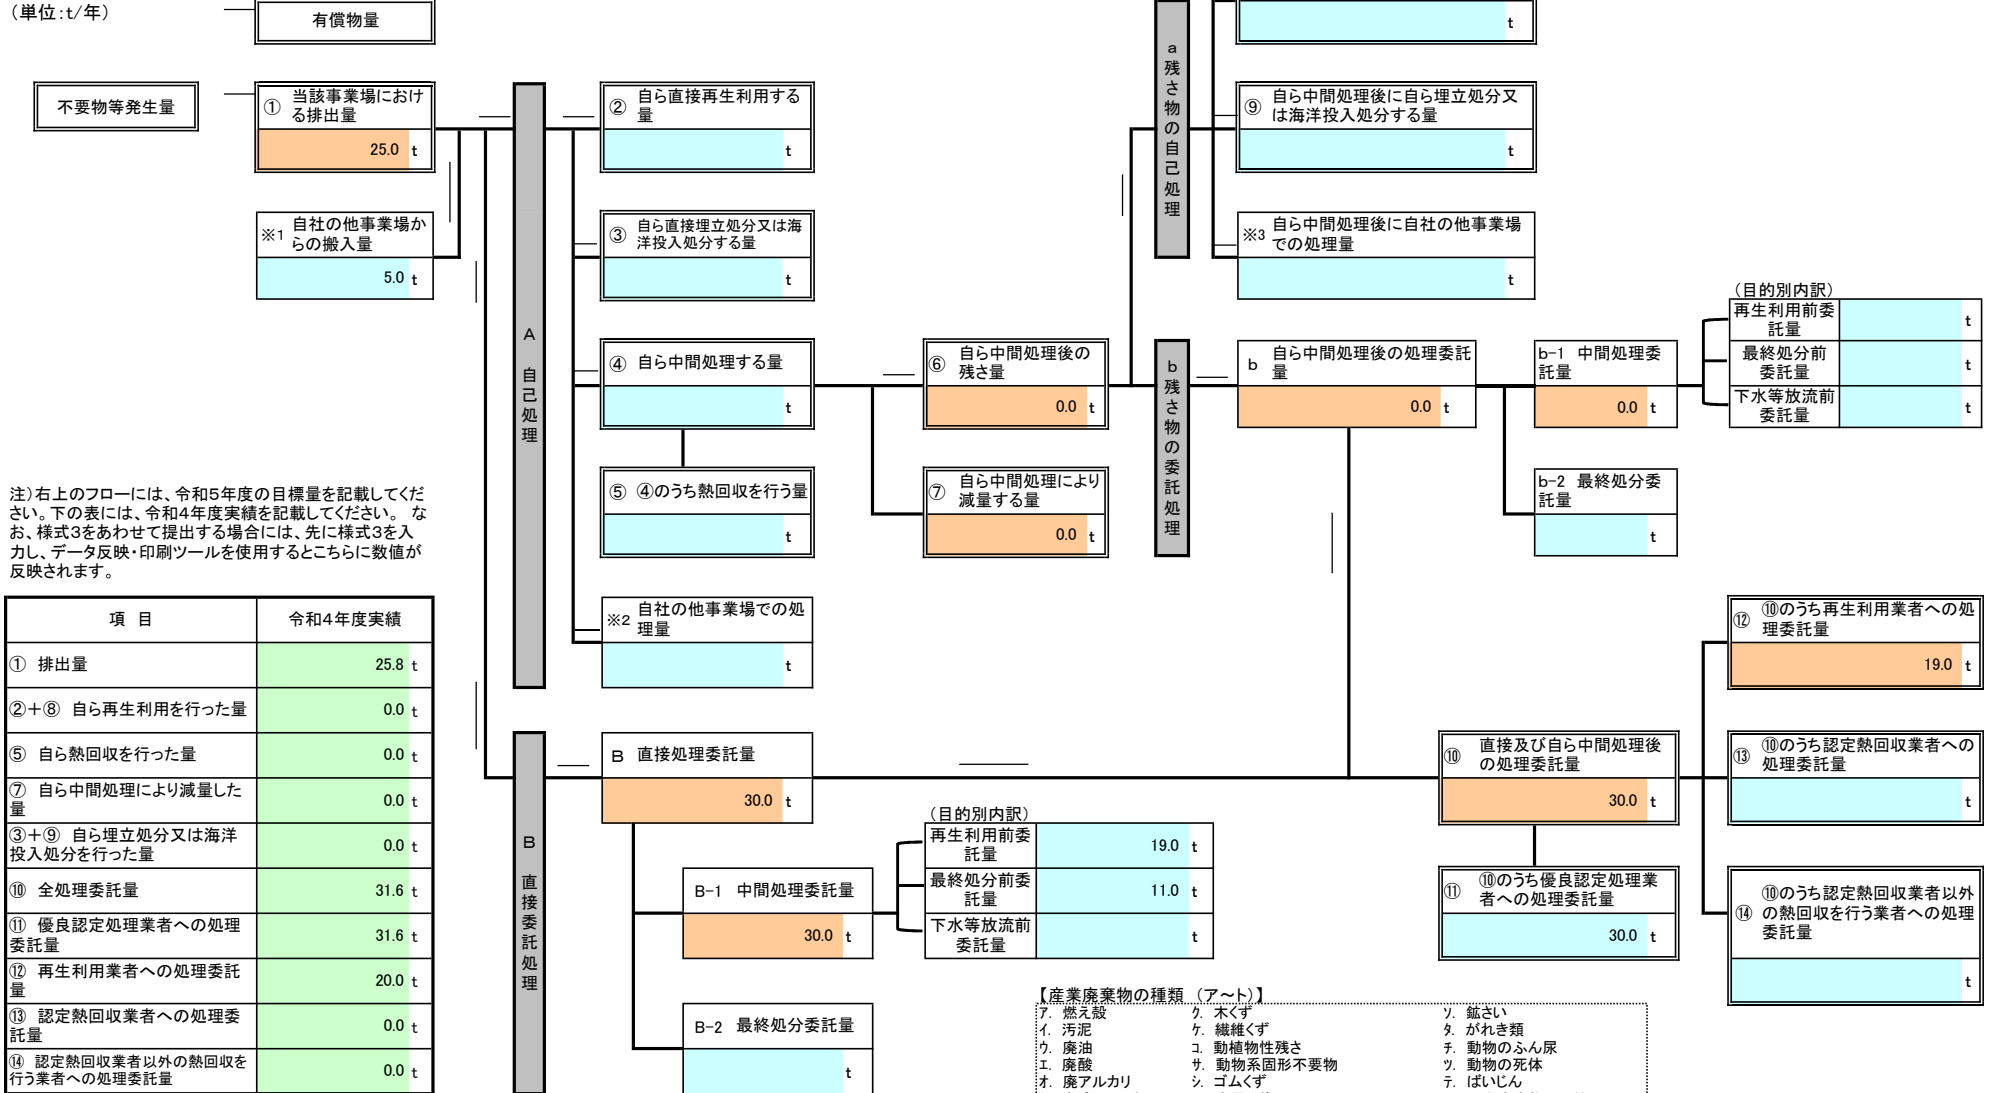 (単位:t/年)
有償物量
t
不要物等発生量
① 当該事業場におけ
る排出量
25.0 t
※1 自社の他事業場か
らの搬入量
5.0 t
A 自己処理
② 自ら直接再生利用する
量
t
③ 自ら直接埋立処分又は海
洋投入処分する量
t
④ 自ら中間処理する量
t
⑤ ④のうち熱回収を行う量
t
※2 自社の他事業場での処
理量
t
⑥ 自ら中間処理後の
残さ量
0.0 t
⑦ 自ら中間処理により
減量する量
0.0 t
a 残さ物の自己処理
⑨ 自ら中間処理後に自ら埋立処分又
は海洋投入処分する量
t
※3 自ら中間処理後に自社の他事業場
での処理量
t
b 残さ物の委託処理
b 自ら中間処理後の処理委託
量
0.0 t
b-1 中間処理委
託量
0.0 t
b-2 最終処分委
託量
t
(目的別内訳)
再生利用前委
託量
t
最終処分前
委託量
t
下水等放流前
委託量
t
注)右上のフローには、令和5年度の目標量を記載してくだ
さい。下の表には、令和4年度実績を記載してください。 な
お、様式3をあわせて提出する場合には、先に様式3を入
力し、データ反映・印刷ツールを使用するとこちらに数値が
反映されます。
項 目 令和4年度実績
① 排出量 25.8 t
②+⑧ 自ら再生利用を行った量 0.0 t
⑤ 自ら熱回収を行った量 0.0 t
⑦ 自ら中間処理により減量した
量 0.0 t
③+⑨ 自ら埋立処分又は海洋
投入処分を行った量 0.0 t
⑩ 全処理委託量 31.6 t
⑪ 優良認定処理業者への処理
委託量 31.6 t
⑫ 再生利用業者への処理委託
量 20.0 t
⑬ 認定熱回収業者への処理委
託量 0.0 t
⑭ 認定熱回収業者以外の熱回収を
行う業者への処理委託量 0.0 t
B 直接委託処理
B 直接処理委託量
30.0 t
B-1 中間処理委託量
30.0 t
B-2 最終処分委託量
t
(目的別内訳)
再生利用前委
託量
19.0 t
最終処分前委
託量
11.0 t
下水等放流前
委託量
t
⑩ 直接及び自ら中間処理後
の処理委託量
30.0 t
⑪ ⑩のうち優良認定処理業
者への処理委託量
30.0 t
⑫ ⑩のうち再生利用業者への処
理委託量
19.0 t
⑬ ⑩のうち認定熱回収業者への
処理委託量
t
⑭ ⑩のうち認定熱回収業者以外
の熱回収を行う業者への処理
委託量
t
【産業廃棄物の種類 (ア～ト)】
ア. 燃え殻 ク. 木くず ソ. 鉱さい
イ. 汚泥 ケ. 繊維くず タ. がれき類
ウ. 廃油 コ. 動植物性残さ チ. 動物のふん尿
エ. 廃酸 サ. 動物系固形不要物 ツ. 動物の死体
オ. 廃アルカリ シ. ゴムくず テ. ばいじん